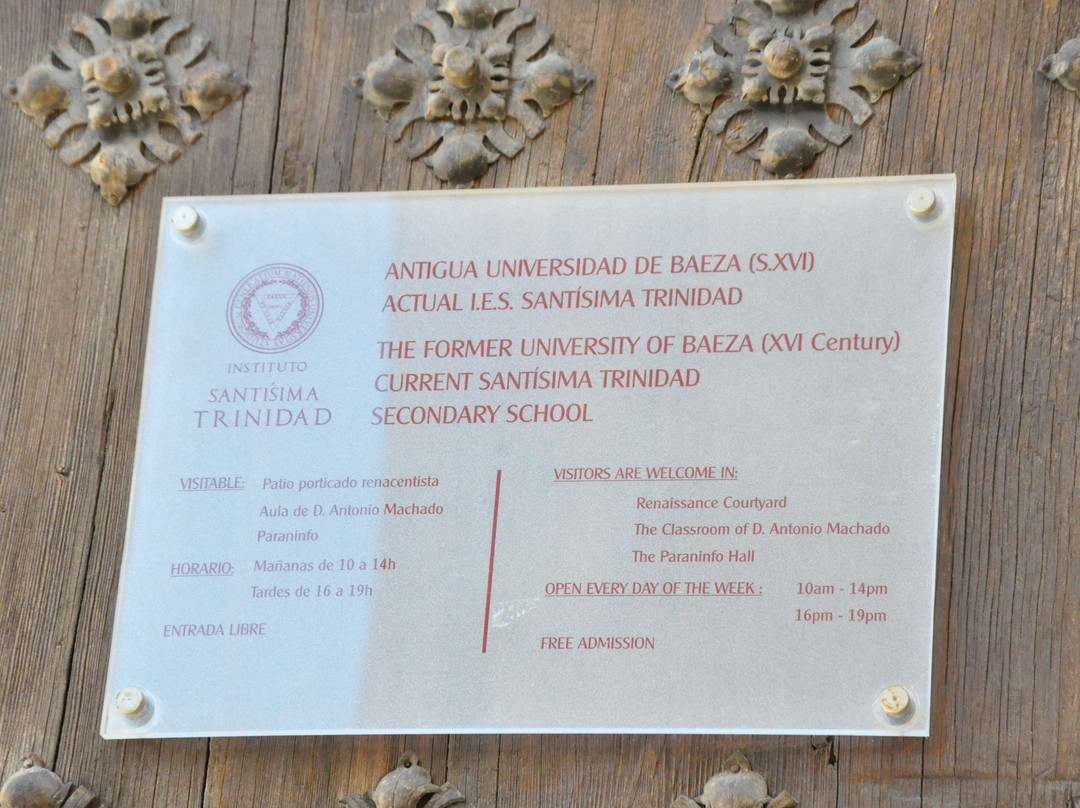 INSTITUTO
SANTÍSIMA
TRINIDAD
ANTIGUA UNIVERSIDAD DE BAEZA (S.XVI)
ACTUAL I.E.S. SANTÍSIMA TRINIDAD
THE FORMER UNIVERSITY OF BAEZA (XVI Century)
CURRENT SANTÍSIMA TRINIDAD
SECONDARY SCHOOL
VISITABLE: Patio porticado renacentista
Aula de D. Antonio Machado
Paraninfo
HORARIO: Mañanas de 10 a 14h
Tardes de 16 a 19h
ENTRADA LIBRE
VISITORS ARE WELCOME IN:
Renaissance Courtyard
The Classroom of D. Antonio Machado
The Paraninfo Hall
OPEN EVERY DAY OF THE WEEK : 10am - 14pm
16pm - 19pm
FREE ADMISSION